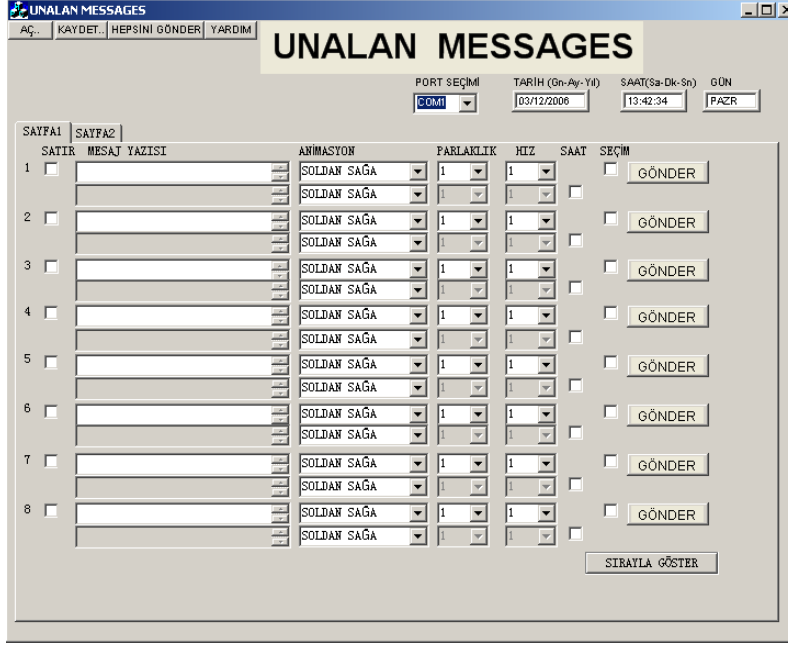 UNALAN MESSAGES
AÇ.. KAYDET.. HEPSİNİ GÖNDER YARDIM
UNALAN MESSAGES
PORT SEÇİMİ TARİH (Gn-Ay-Yıl) SAAT(Sa-Dk-Sn) GÜN
COM1 03/12/2006 13:42:34 PAZR
SAYFA1 SAYFA2
SATIR MESAJ YAZISI ANİMASYON PARLAKLIK HIZ SAAT SEÇİM
1 SOLDAN SAĞA 1 1 GÖNDER
SOLDAN SAĞA 1 1
2 SOLDAN SAĞA 1 1 GÖNDER
SOLDAN SAĞA 1 1
3 SOLDAN SAĞA 1 1 GÖNDER
SOLDAN SAĞA 1 1
4 SOLDAN SAĞA 1 1 GÖNDER
SOLDAN SAĞA 1 1
5 SOLDAN SAĞA 1 1 GÖNDER
SOLDAN SAĞA 1 1
6 SOLDAN SAĞA 1 1 GÖNDER
SOLDAN SAĞA 1 1
7 SOLDAN SAĞA 1 1 GÖNDER
SOLDAN SAĞA 1 1
8 SOLDAN SAĞA 1 1 GÖNDER
SOLDAN SAĞA 1 1
SIRAYLA GÖSTER